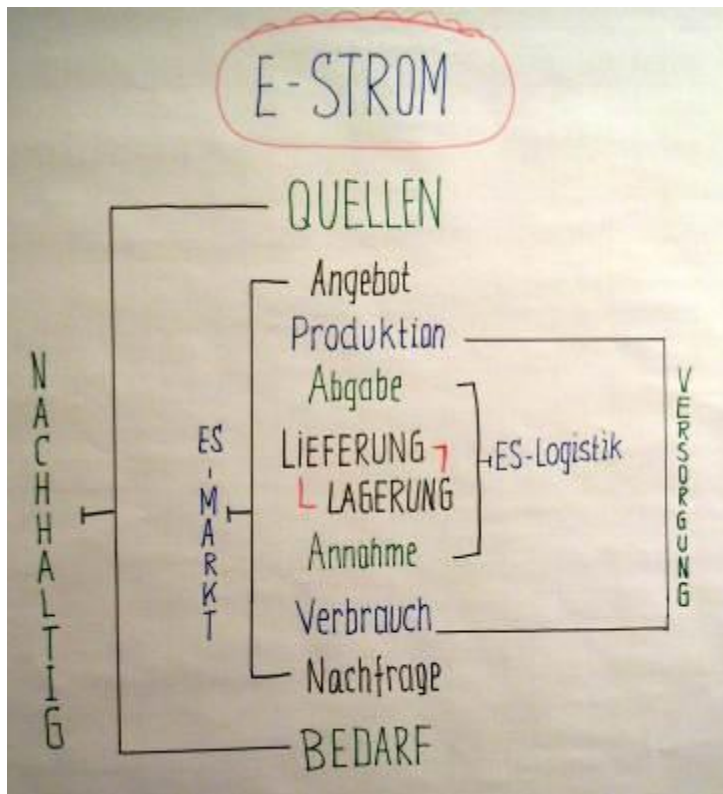 E-STROM
QUELLEN
Angebot
Produktion
Abgabe
LIEFERUNG
LAGERUNG
Annahme
Verbrauch
Nachfrage
BEDARF
NACHHALTIG
ES-MARKT
ES-Logistik
VERSORGUNG